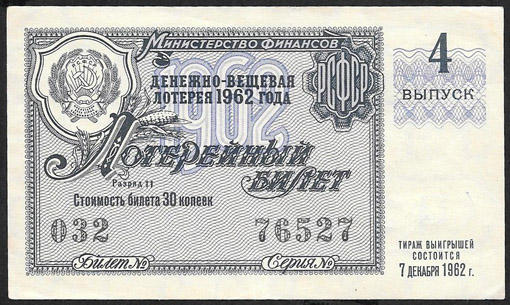 Министерство Финансов
РСФСР
ДЕНЕЖНО-ВЕЩЕВАЯ
ЛОТЕРЕЯ 1962 ГОДА
1962
4
ВЫПУСК
Лотерейный
БИЛЕТ
Разряд II
Стоимость билета 30 копеек
032 76527
Билет № Серия №
ТИРАЖ ВЫИГРЫШЕЙ
СОСТОИТСЯ
7 ДЕКАБРЯ 1962 г.